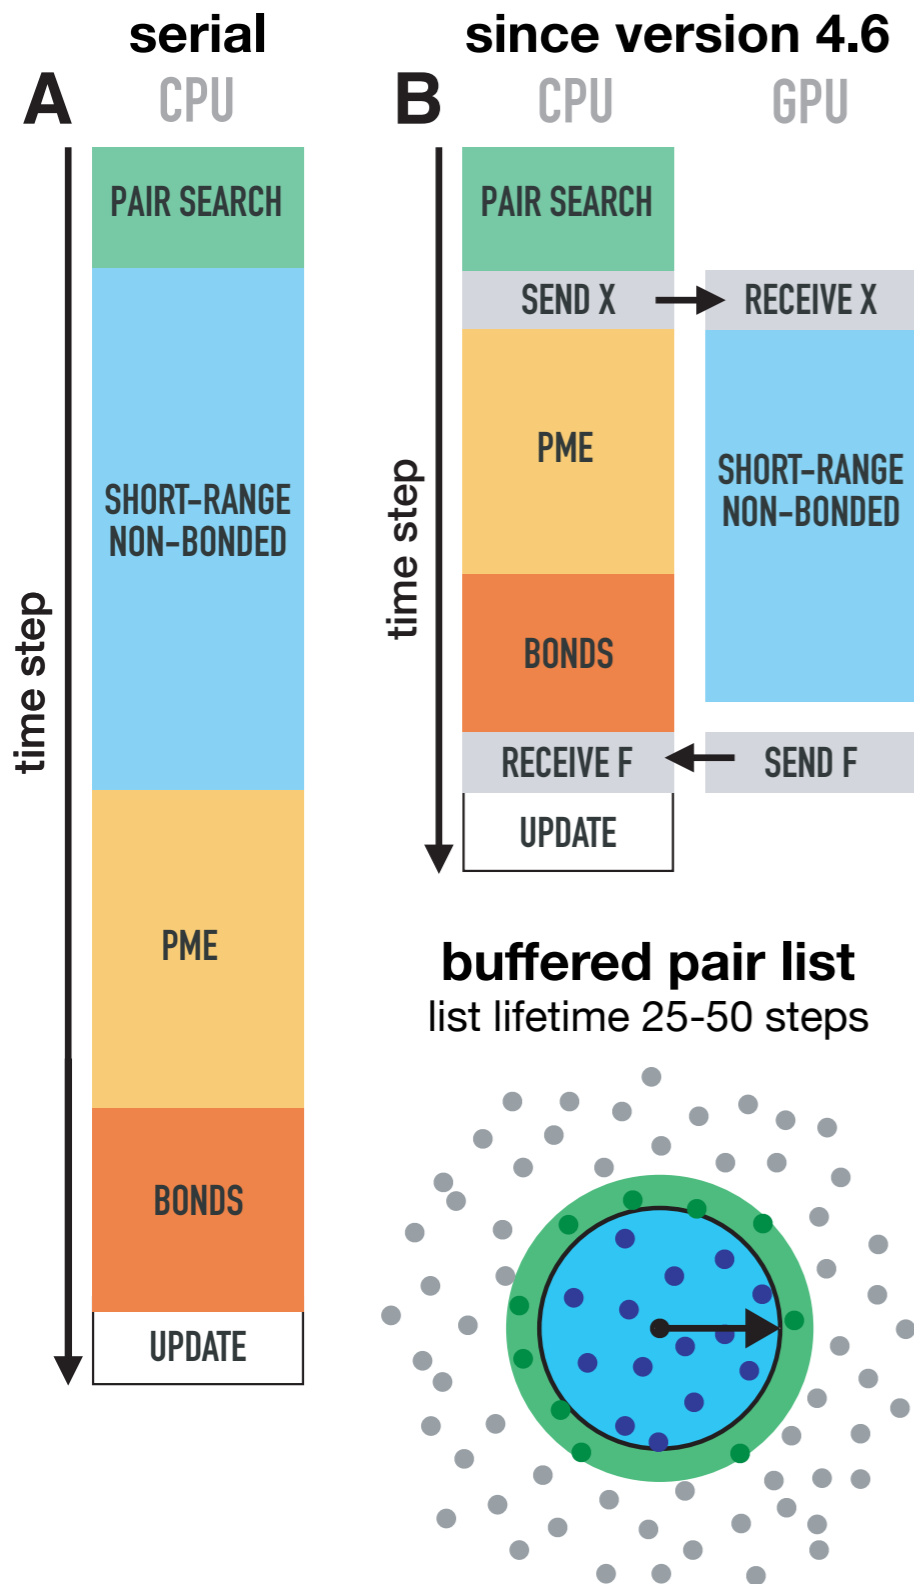 serial
A
CPU
PAIR SEARCH
SHORT-RANGE
NON-BONDED
PME
BONDS
UPDATE
time step
since version 4.6
B
CPU
GPU
PAIR SEARCH
SEND X
RECEIVE X
PME
SHORT-RANGE
NON-BONDED
BONDS
RECEIVE F
SEND F
UPDATE
time step
buffered pair list
list lifetime 25-50 steps